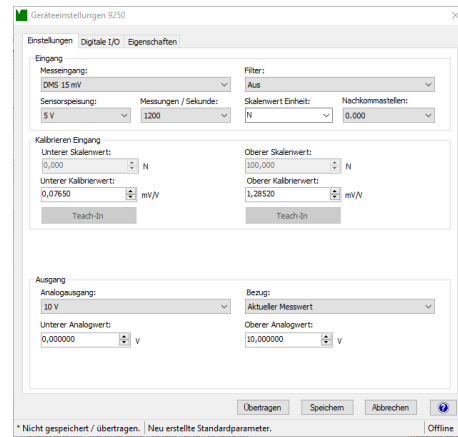 Geräteeinstellungen 9250
Einstellungen Digitale I/O Eigenschaften
Eingang
Messeingang: Filter:
DMS 15 mV Aus
Sensorspeisung: Messungen / Sekunde: Skalenwert Einheit: Nachkommastellen:
5 V 1200 N 0.000
Kalibrieren Eingang
Unterer Skalenwert: Oberer Skalenwert:
0,000 N 100,000 N
Unterer Kalibrierwert: Oberer Kalibrierwert:
0,07650 mV/V 1,28520 mV/V
Teach-In Teach-In
Ausgang
Analogausgang: Bezug:
10 V Aktueller Messwert
Unterer Analogwert: Oberer Analogwert:
0,000000 V 10,000000 V
Übertragen Speichern Abbrechen ?
* Nicht gespeichert / übertragen. Neu erstellte Standardparameter. Offline